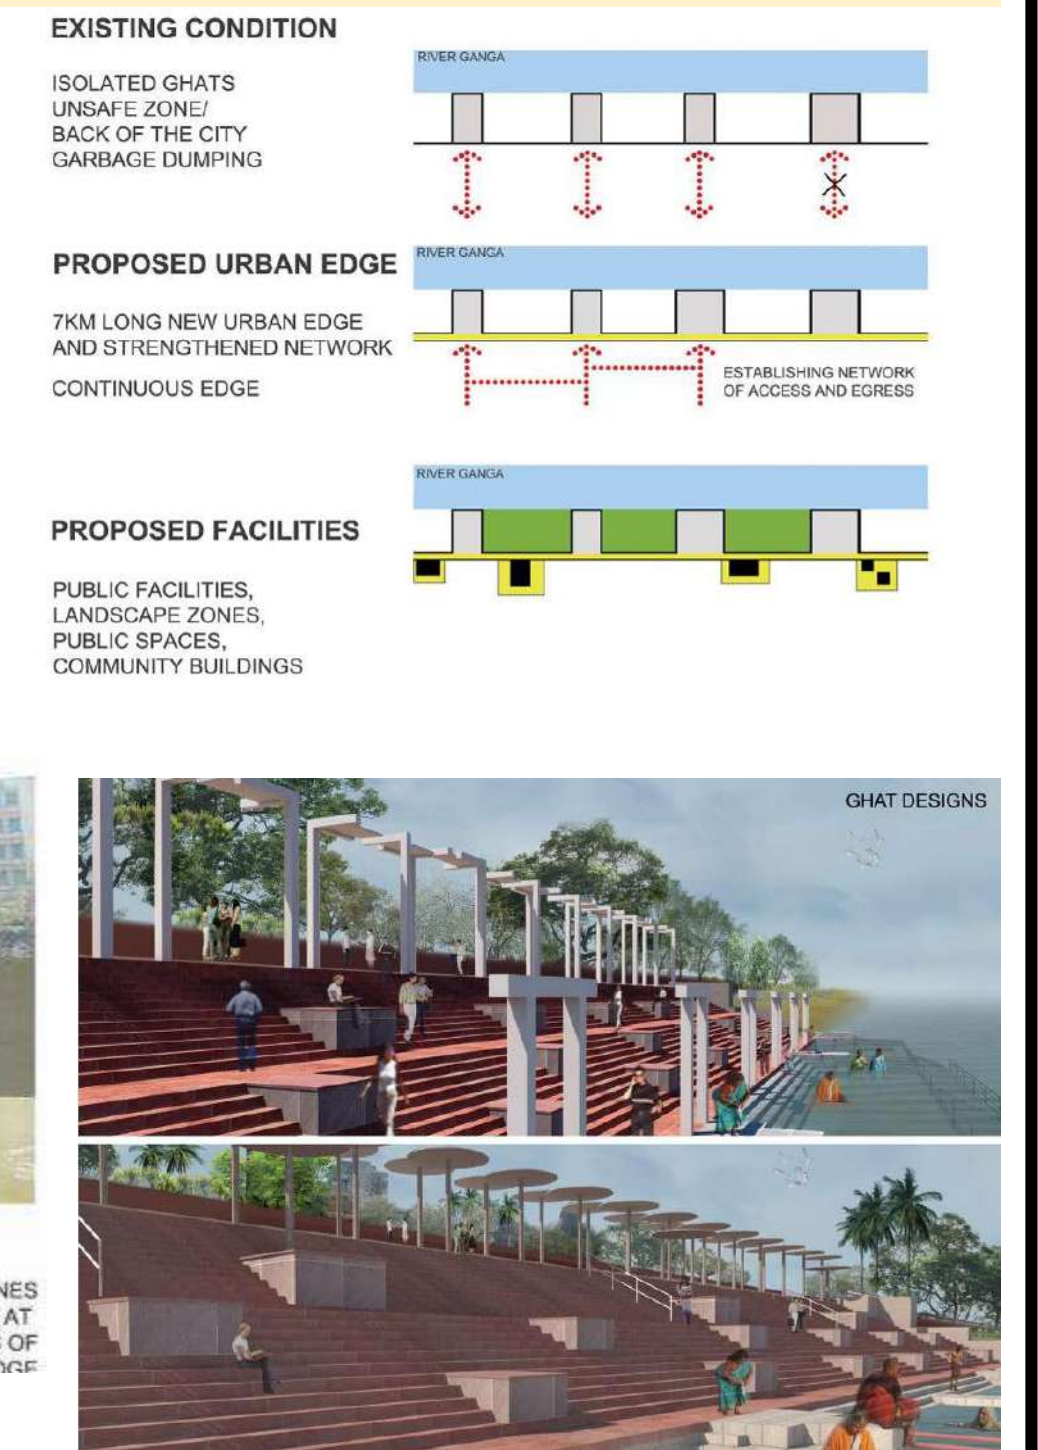 EXISTING CONDITION
ISOLATED GHATS
UNSAFE ZONE/
BACK OF THE CITY
GARBAGE DUMPING
RIVER GANGA
PROPOSED URBAN EDGE
7KM LONG NEW URBAN EDGE
AND STRENGTHENED NETWORK
CONTINUOUS EDGE
RIVER GANGA
ESTABLISHING NETWORK
OF ACCESS AND EGRESS
PROPOSED FACILITIES
PUBLIC FACILITIES,
LANDSCAPE ZONES,
PUBLIC SPACES,
COMMUNITY BUILDINGS
RIVER GANGA
GHAT DESIGNS
AT
OF